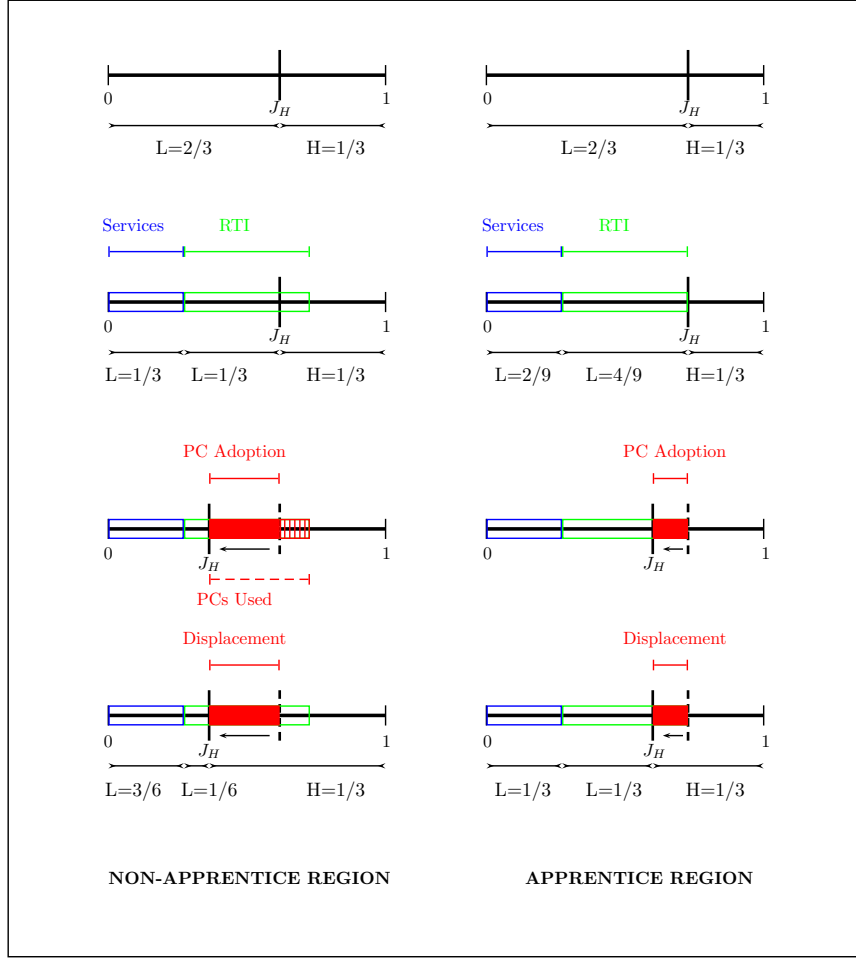 0 J_H 1 0 J_H 1
L=2/3 H=1/3 L=2/3 H=1/3
Services RTI Services RTI
0 J_H 1 0 J_H 1
L=1/3 L=1/3 H=1/3 L=2/9 L=4/9 H=1/3
PC Adoption PC Adoption
0 J_H 1 0 J_H 1
PCs Used
Displacement Displacement
0 J_H 1 0 J_H 1
L=3/6 L=1/6 H=1/3 L=1/3 L=1/3 H=1/3
NON-APPRENTICE REGION APPRENTICE REGION